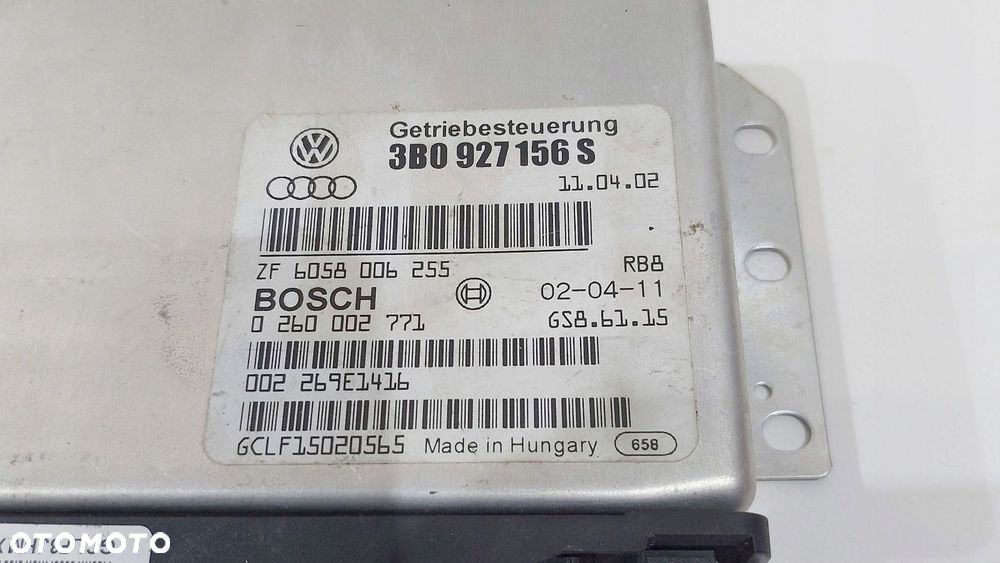 Getriebesteuerung
3B0 927 156 S
11.04.02
ZF 6058 006 255 RB8
BOSCH 02-04-11
0 260 002 771 GS8.61.15
002 269E1416
GCLF15020565 Made in Hungary 658
OTOMOTO